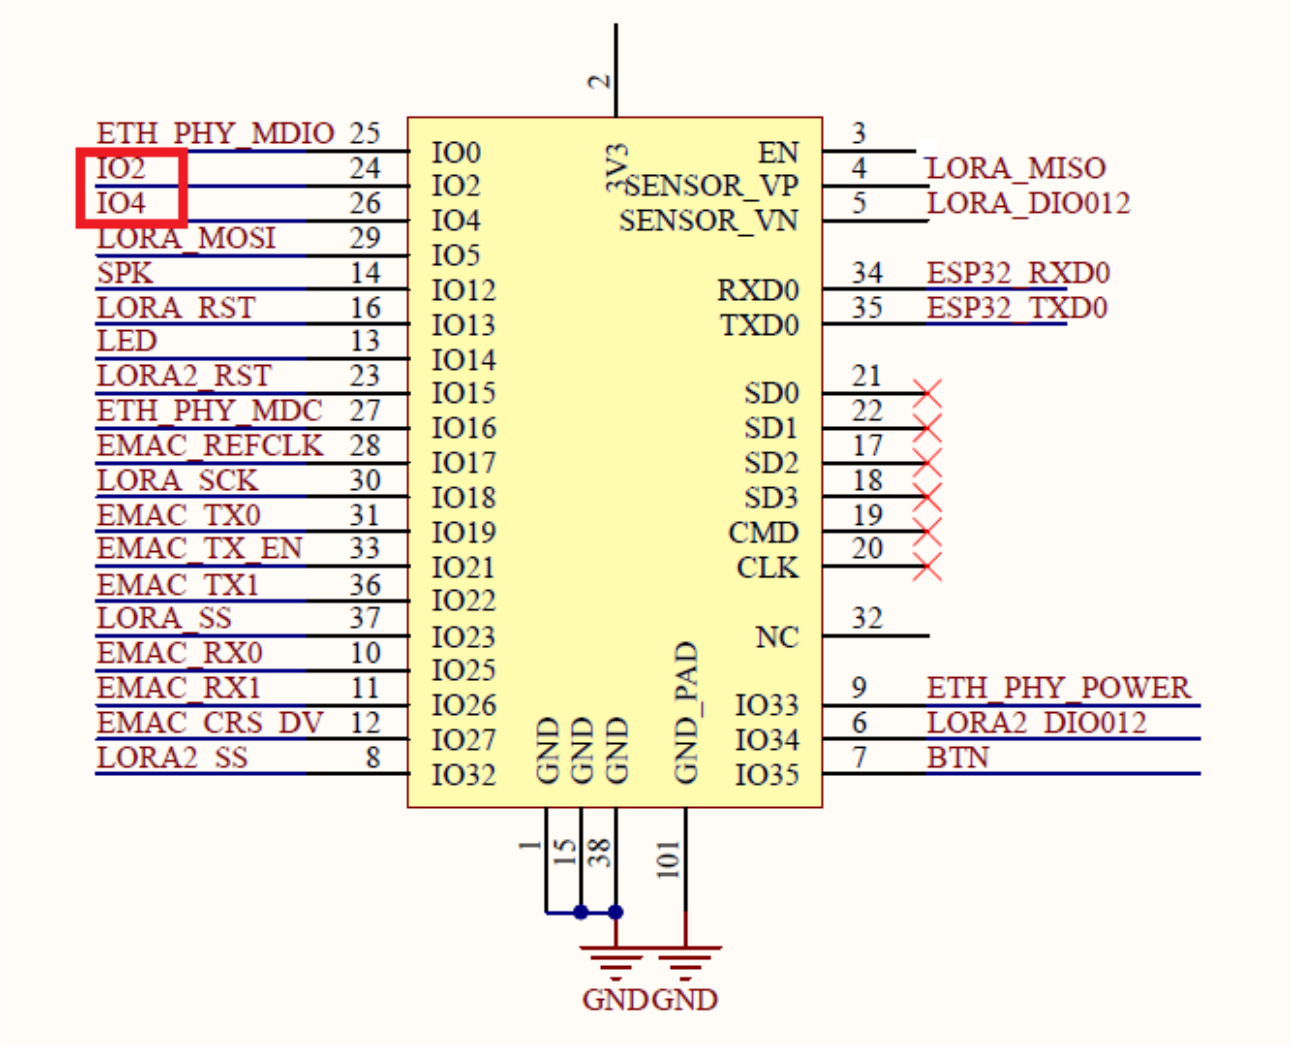 2
ETH_PHY_MDIO 25 IO0
IO2 24 IO2
IO4 26 IO4
LORA_MOSI 29 IO5
SPK 14 IO12
LORA_RST 16 IO13
LED 13 IO14
LORA2_RST 23 IO15
ETH_PHY_MDC 27 IO16
EMAC_REFCLK 28 IO17
LORA_SCK 30 IO18
EMAC_TX0 31 IO19
EMAC_TX_EN 33 IO21
EMAC_TX1 36 IO22
LORA_SS 37 IO23
EMAC_RX0 10 IO25
EMAC_RX1 11 IO26
EMAC_CRS_DV 12 IO27
LORA2_SS 8 IO32
3V3
EN 3
SENSOR_VP 4 LORA_MISO
SENSOR_VN 5 LORA_DIO012
RXD0 34 ESP32_RXD0
TXD0 35 ESP32_TXD0
SD0 21
SD1 22
SD2 17
SD3 18
CMD 19
CLK 20
NC 32
IO33 9 ETH_PHY_POWER
IO34 6 LORA2_DIO012
IO35 7 BTN
GND GND GND GND_PAD
1 15 38 101
GND GND